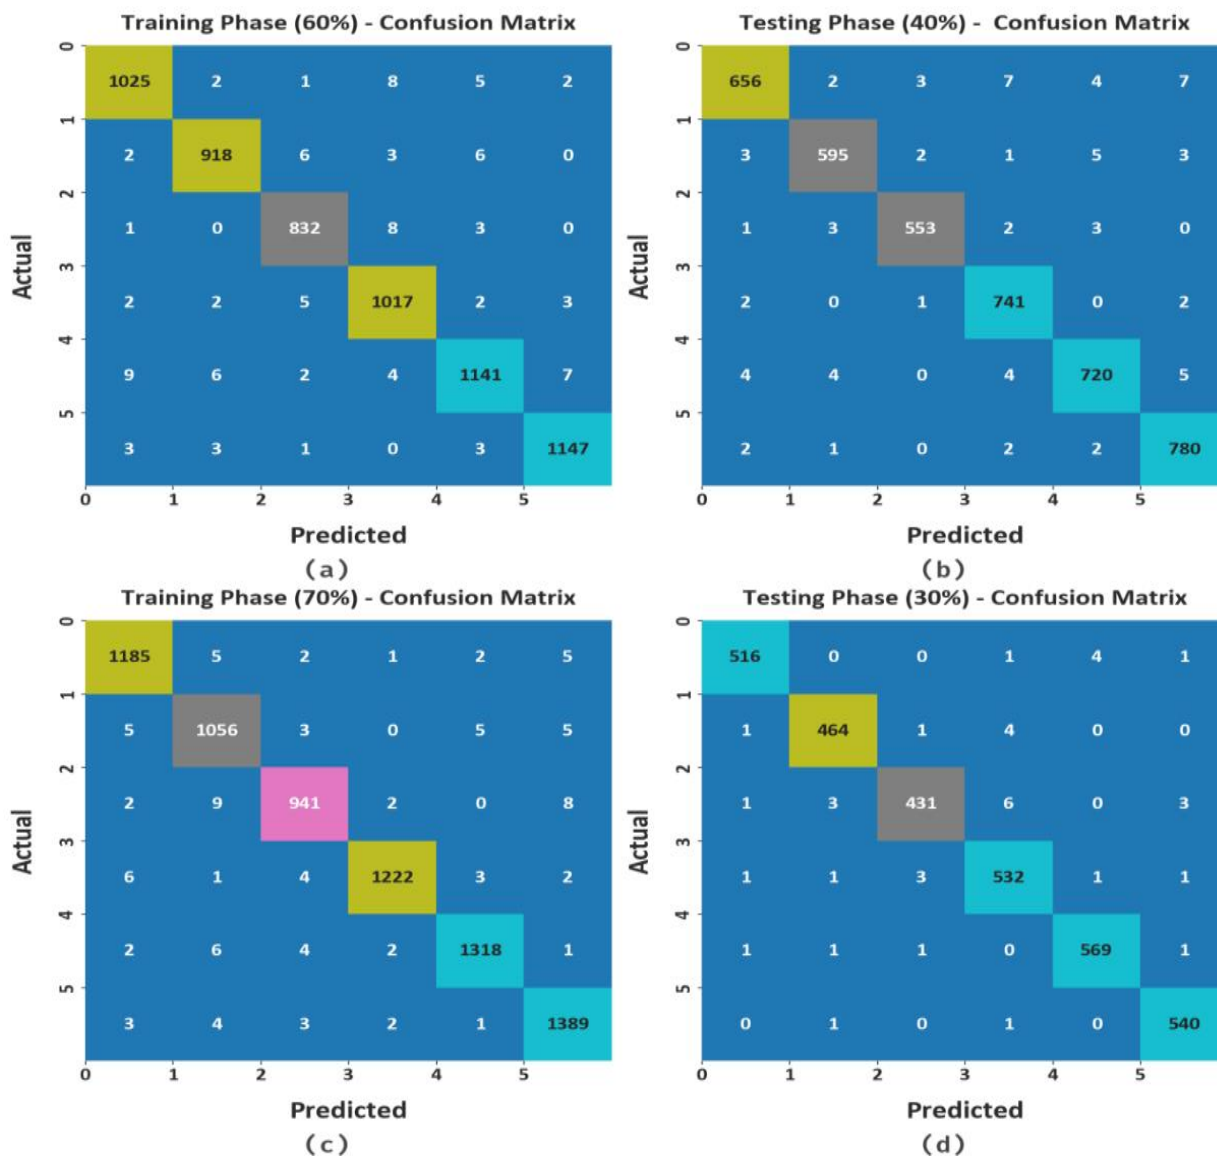 Training Phase (60%) - Confusion Matrix
0 1025 2 1 8 5 2
1 2 918 6 3 6 0
2 1 0 832 8 3 0
3 2 2 5 1017 2 3
4 9 6 2 4 1141 7
5 3 3 1 0 3 1147
Actual
0 1 2 3 4 5
Predicted
(a)
Testing Phase (40%) - Confusion Matrix
0 656 2 3 7 4 7
1 3 595 2 1 5 3
2 1 3 553 2 3 0
3 2 0 1 741 0 2
4 4 4 0 4 720 5
5 2 1 0 2 2 780
Actual
0 1 2 3 4 5
Predicted
(b)
Training Phase (70%) - Confusion Matrix
0 1185 5 2 1 2 5
1 5 1056 3 0 5 5
2 2 9 941 2 0 8
3 6 1 4 1222 3 2
4 2 6 4 2 1318 1
5 3 4 3 2 1 1389
Actual
0 1 2 3 4 5
Predicted
(c)
Testing Phase (30%) - Confusion Matrix
0 516 0 0 1 4 1
1 1 464 1 4 0 0
2 1 3 431 6 0 3
3 1 1 3 532 1 1
4 1 1 1 0 569 1
5 0 1 0 1 0 540
Actual
0 1 2 3 4 5
Predicted
(d)